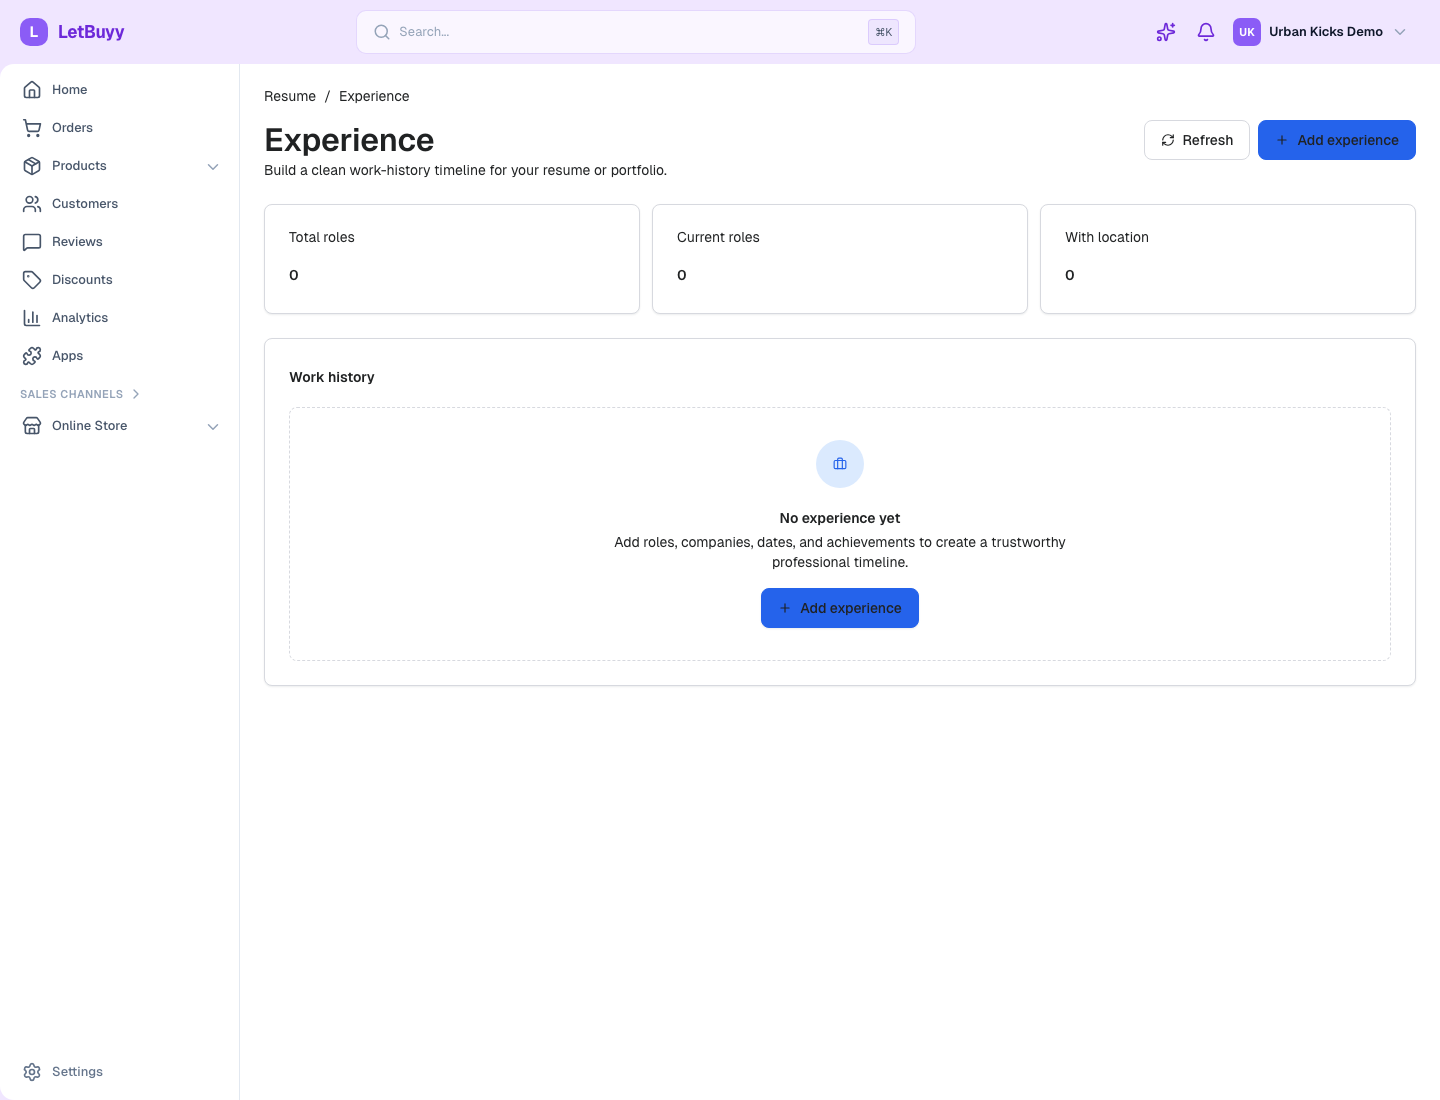 L LetBuyy
Search...
⌘K
UK Urban Kicks Demo
Home
Orders
Products
Customers
Reviews
Discounts
Analytics
Apps
SALES CHANNELS
Online Store
Settings
Resume / Experience
Experience
Build a clean work-history timeline for your resume or portfolio.
Refresh
Add experience
Total roles
0
Current roles
0
With location
0
Work history
No experience yet
Add roles, companies, dates, and achievements to create a trustworthy
professional timeline.
Add experience